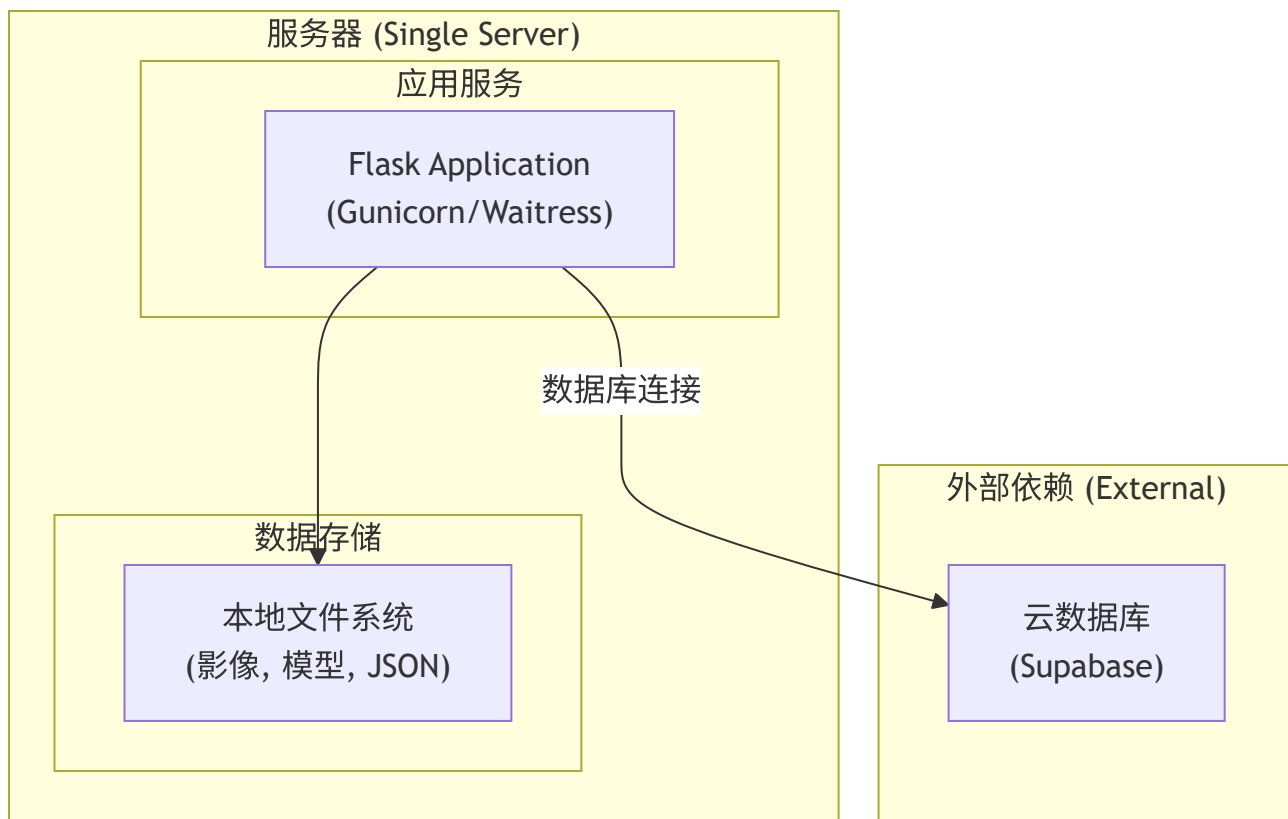 服务器 (Single Server)
应用服务
Flask Application
(Gunicorn/Waitress)
数据库连接
外部依赖 (External)
数据存储
本地文件系统
(影像, 模型, JSON)
云数据库
(Supabase)